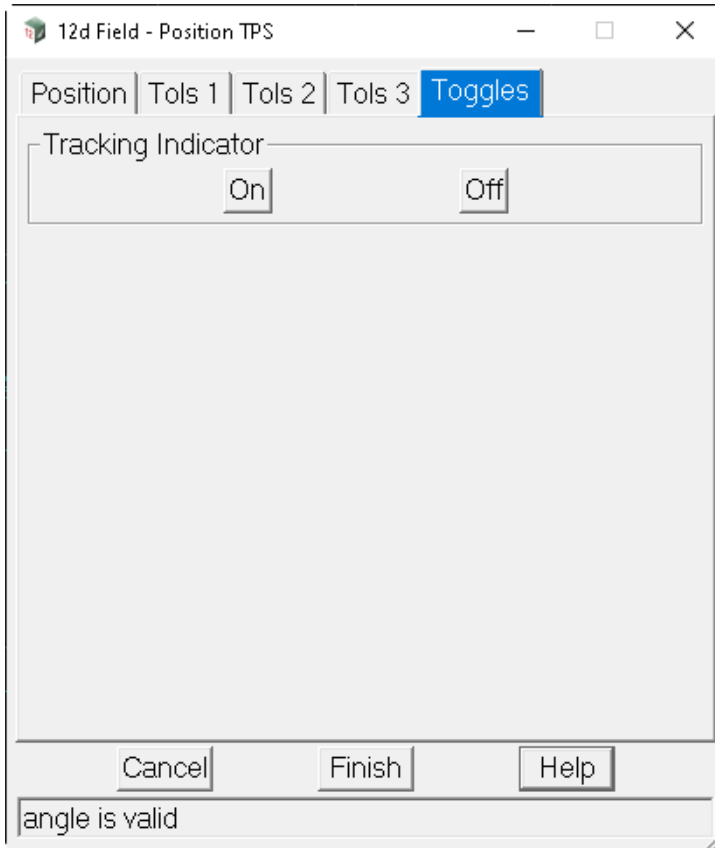 12d Field - Position TPS
Position Tols 1 Tols 2 Tols 3 Toggles
Tracking Indicator
On Off
Cancel Finish Help
angle is valid